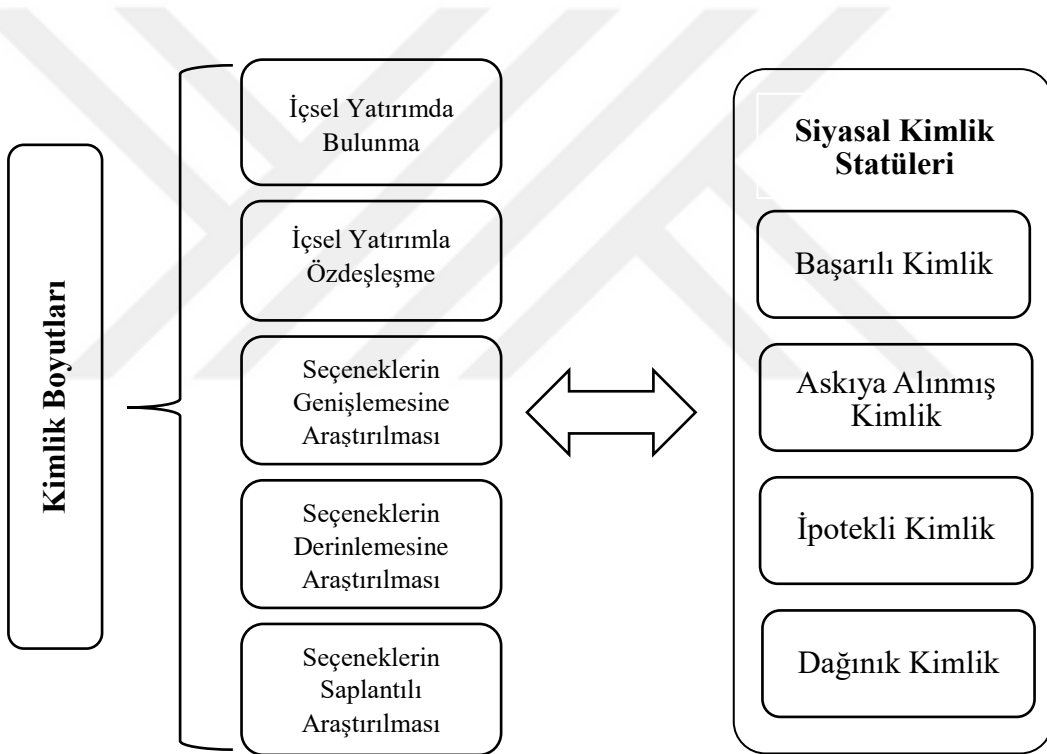 Kimlik Boyutları
İçsel Yatırımda
Bulunma
İçsel Yatırımla
Özdeşleşme
Seçeneklerin
Genişlemesine
Araştırılması
Seçeneklerin
Derinlemesine
Araştırılması
Seçeneklerin
Saplantılı
Araştırılması
Siyasal Kimlik
Statüleri
Başarılı Kimlik
Askıya Alınmış
Kimlik
İpotekli Kimlik
Dağınık Kimlik